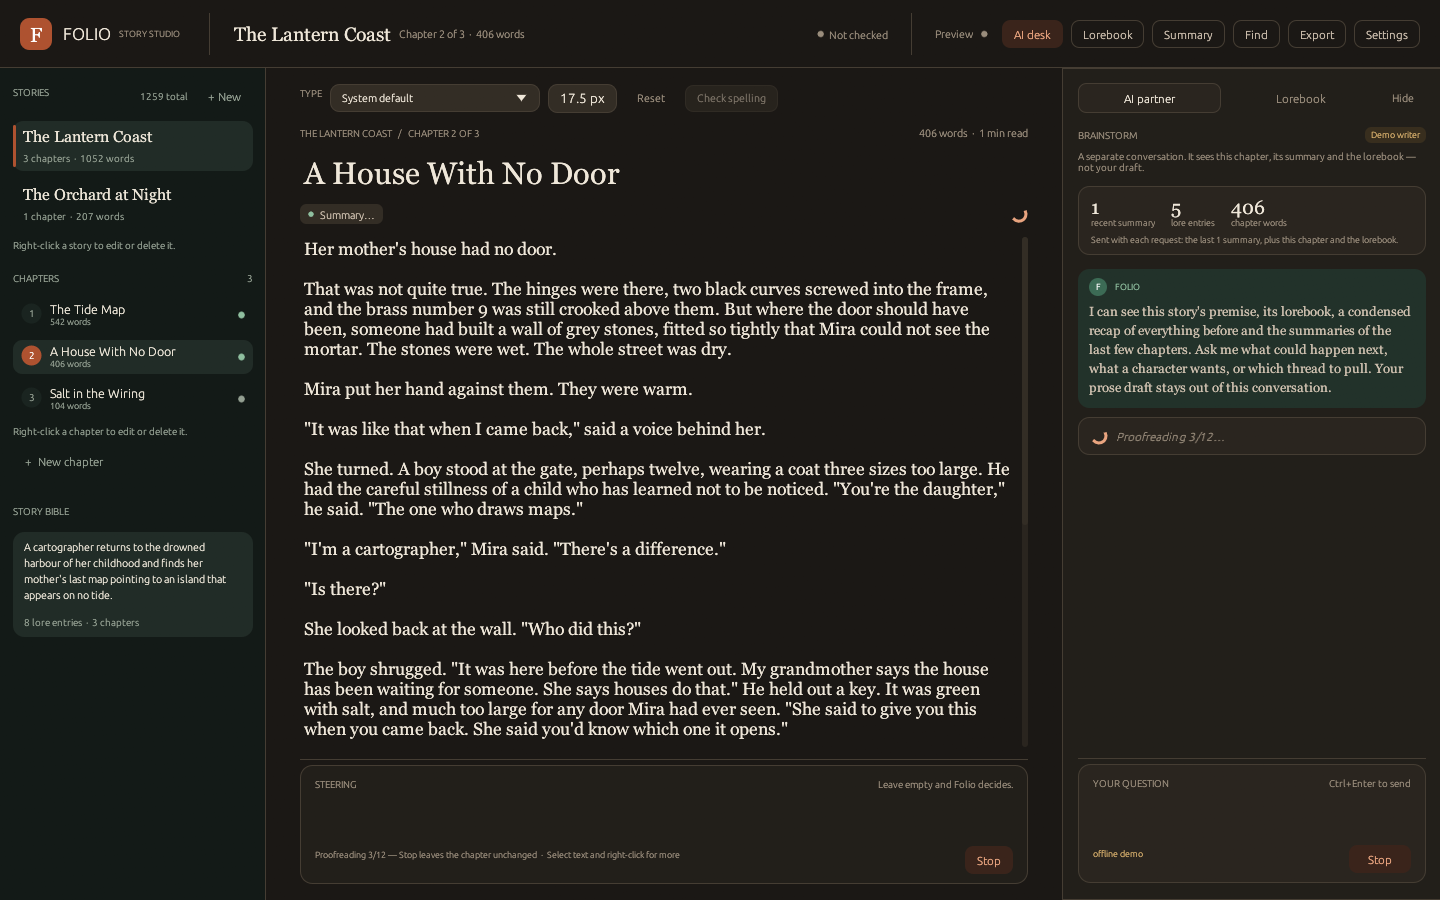 F FOLIO STORY STUDIO
The Lantern Coast Chapter 2 of 3 · 406 words
Not checked
Preview
AI desk
Lorebook
Summary
Find
Export
Settings
STORIES
1259 total
+ New
The Lantern Coast
3 chapters · 1052 words
The Orchard at Night
1 chapter · 207 words
Right-click a story to edit or delete it.
CHAPTERS
3
1 The Tide Map
542 words
2 A House With No Door
406 words
3 Salt in the Wiring
104 words
Right-click a chapter to edit or delete it.
+ New chapter
STORY BIBLE
A cartographer returns to the drowned
harbour of her childhood and finds her
mother's last map pointing to an island that
appears on no tide.
8 lore entries · 3 chapters
TYPE
System default
17.5 px
Reset
Check spelling
THE LANTERN COAST / CHAPTER 2 OF 3
406 words · 1 min read
A House With No Door
Summary...
Her mother's house had no door.
That was not quite true. The hinges were there, two black curves screwed into the frame,
and the brass number 9 was still crooked above them. But where the door should have
been, someone had built a wall of grey stones, fitted so tightly that Mira could not see the
mortar. The stones were wet. The whole street was dry.
Mira put her hand against them. They were warm.
"It was like that when I came back," said a voice behind her.
She turned. A boy stood at the gate, perhaps twelve, wearing a coat three sizes too large. He
had the careful stillness of a child who has learned not to be noticed. "You're the daughter,"
he said. "The one who draws maps."
"I'm a cartographer," Mira said. "There's a difference."
"Is there?"
She looked back at the wall. "Who did this?"
The boy shrugged. "It was here before the tide went out. My grandmother says the house
has been waiting for someone. She says houses do that." He held out a key. It was green
with salt, and much too large for any door Mira had ever seen. "She said to give you this
when you came back. She said you'd know which one it opens."
STEERING
Leave empty and Folio decides.
Proofreading 3/12 — Stop leaves the chapter unchanged · Select text and right-click for more
Stop
AI partner
Lorebook
Hide
BRAINSTORM
Demo writer
A separate conversation. It sees this chapter, its summary and the lorebook —
not your draft.
1 5 406
recent summary lore entries chapter words
Sent with each request: the last 1 summary, plus this chapter and the lorebook.
F FOLIO
I can see this story's premise, its lorebook, a condensed
recap of everything before and the summaries of the
last few chapters. Ask me what could happen next,
what a character wants, or which thread to pull. Your
prose draft stays out of this conversation.
Proofreading 3/12...
YOUR QUESTION
Ctrl+Enter to send
offline demo
Stop